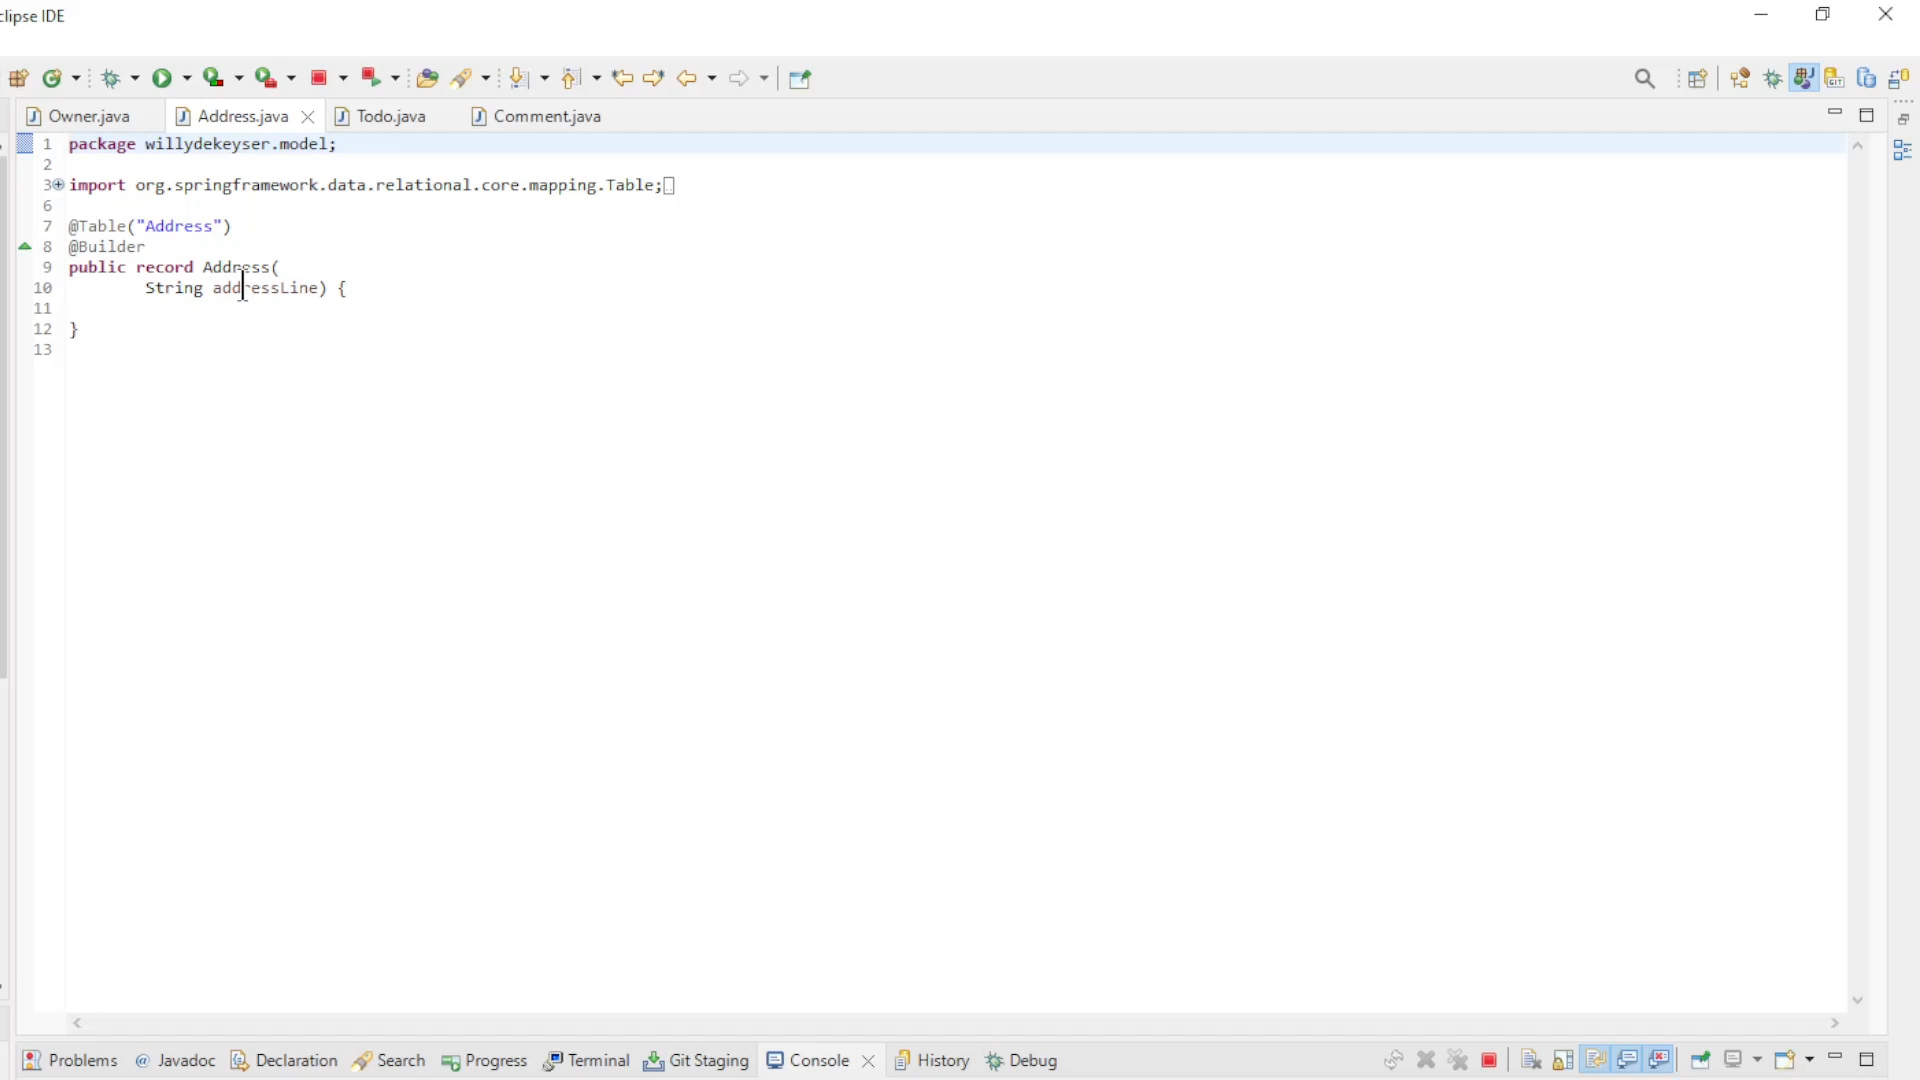 clipse IDE
Owner.java Address.java Todo.java Comment.java
1 package willydekeyser.model;
2
3 import org.springframework.data.relational.core.mapping.Table;
6
7 @Table("Address")
8 @Builder
9 public record Address(
10 String addressLine) {
11
12 }
13
Problems @ Javadoc Declaration Search Progress Terminal Git Staging Console History Debug